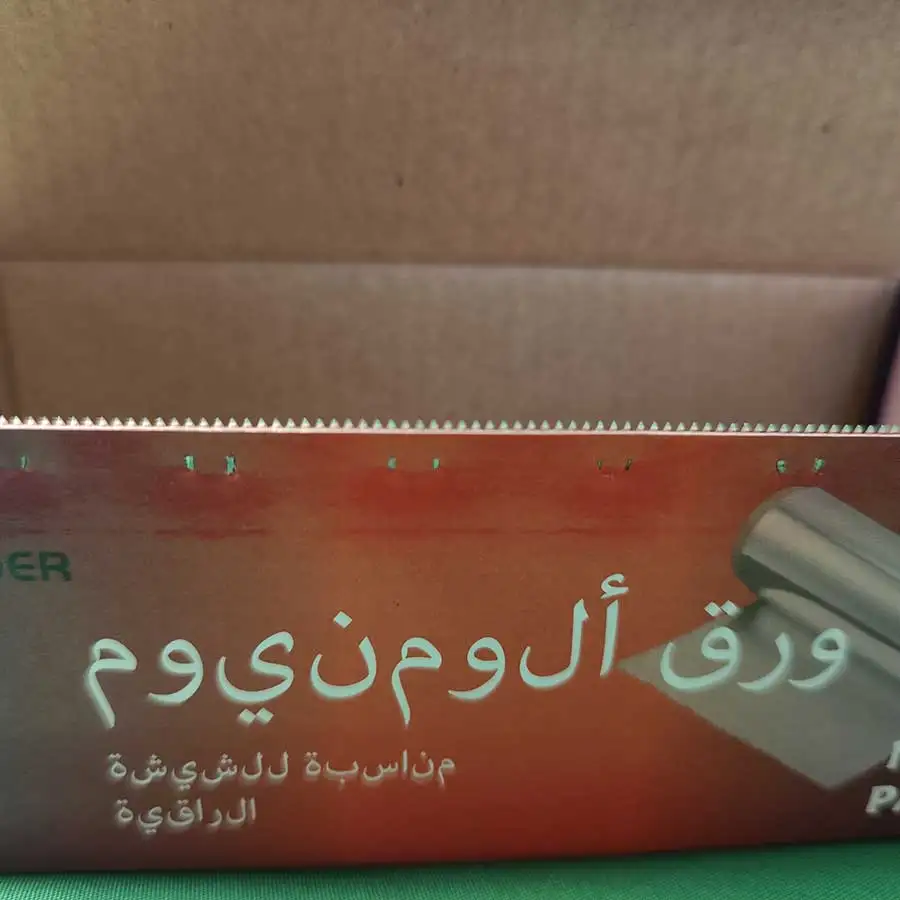 ورق ألومنيوم
مناسبة للشيشة
الراقية